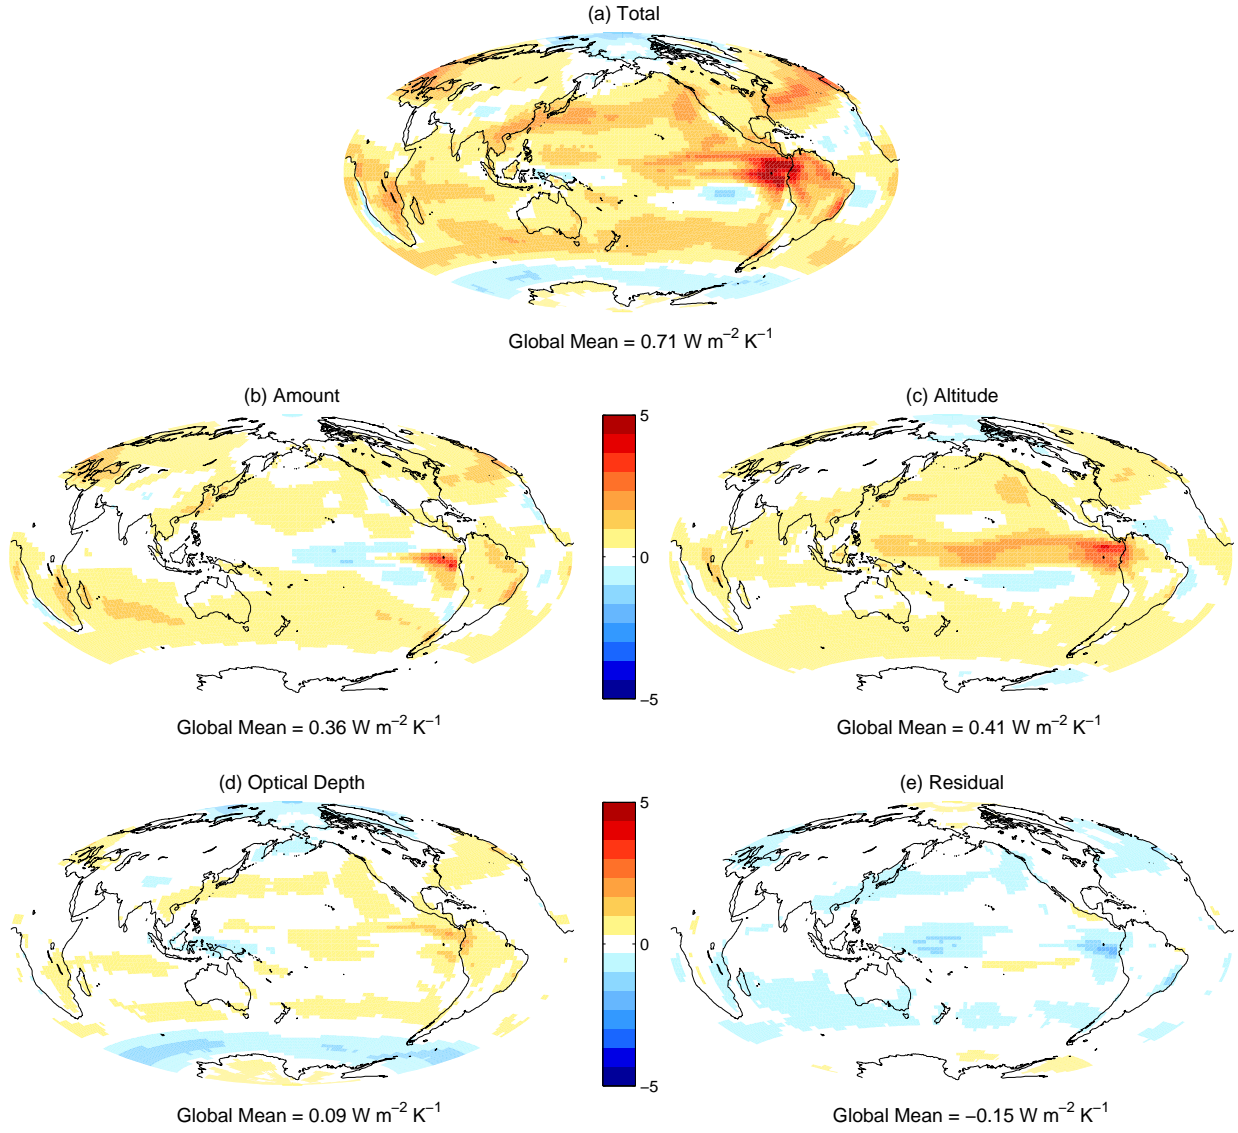 (a) Total
Global Mean = 0.71 W m⁻² K⁻¹
(b) Amount
(c) Altitude
5
0
−5
Global Mean = 0.36 W m⁻² K⁻¹
Global Mean = 0.41 W m⁻² K⁻¹
(d) Optical Depth
(e) Residual
5
0
−5
Global Mean = 0.09 W m⁻² K⁻¹
Global Mean = −0.15 W m⁻² K⁻¹